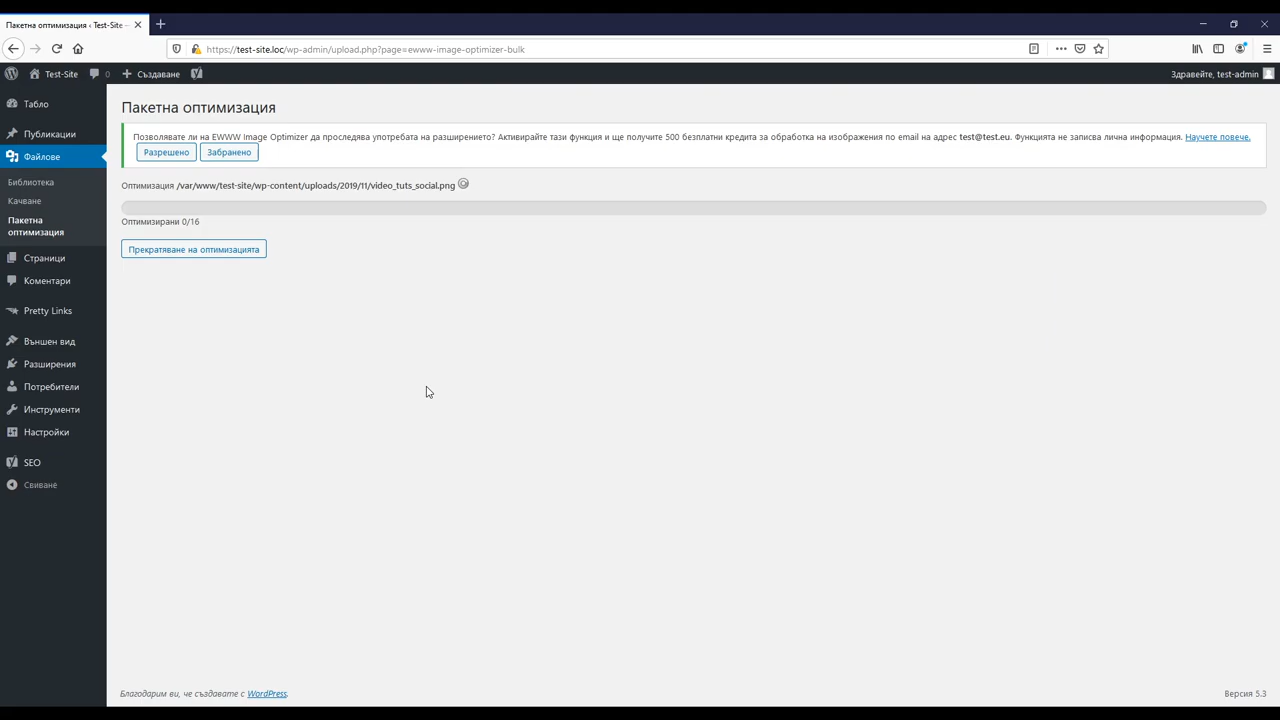 Пакетна оптимизация ‹ Test-Site —
https://test-site.loc/wp-admin/upload.php?page=ewww-image-optimizer-bulk
Test-Site 0 Създаване Здравейте, test-admin
Табло
Публикации
Файлове
Библиотека
Качване
Пакетна
оптимизация
Страници
Коментари
Pretty Links
Външен вид
Разширения
Потребители
Инструменти
Настройки
SEO
Свиване
Пакетна оптимизация
Позволявате ли на EWWW Image Optimizer да проследява употребата на разширението? Активирайте тази функция и ще получите 500 безплатни кредита за обработка на изображения по email на адрес test@test.eu. Функцията не записва лична информация. Научете повече.
Разрешено Забранено
Оптимизация /var/www/test-site/wp-content/uploads/2019/11/video_tuts_social.png
Оптимизирани 0/16
Прекратяване на оптимизацията
Благодарим ви, че създавате с WordPress.
Версия 5.3